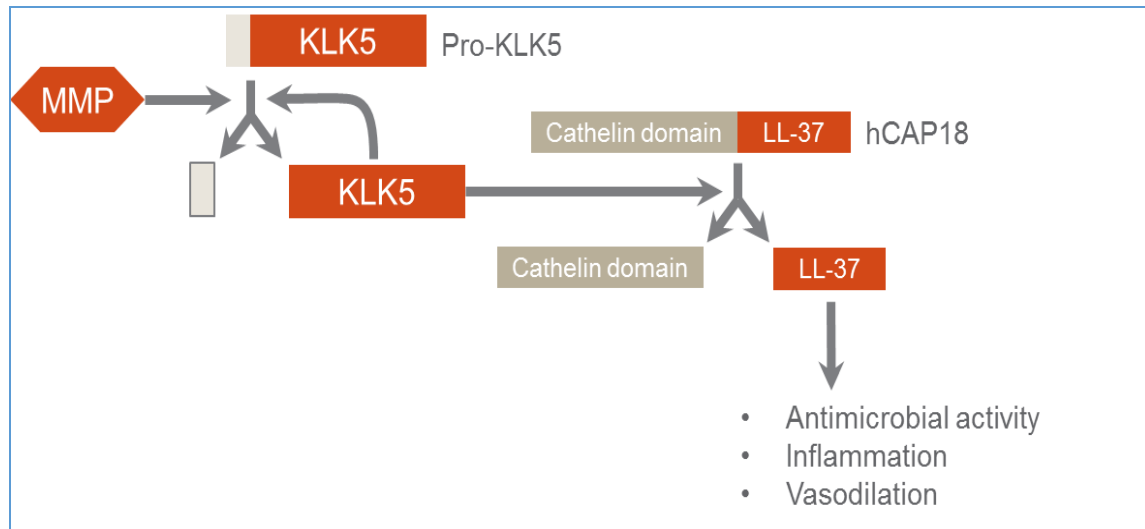 KLK5 Pro-KLK5
MMP
Cathelin domain LL-37 hCAP18
KLK5
Cathelin domain LL-37
• Antimicrobial activity
• Inflammation
• Vasodilation